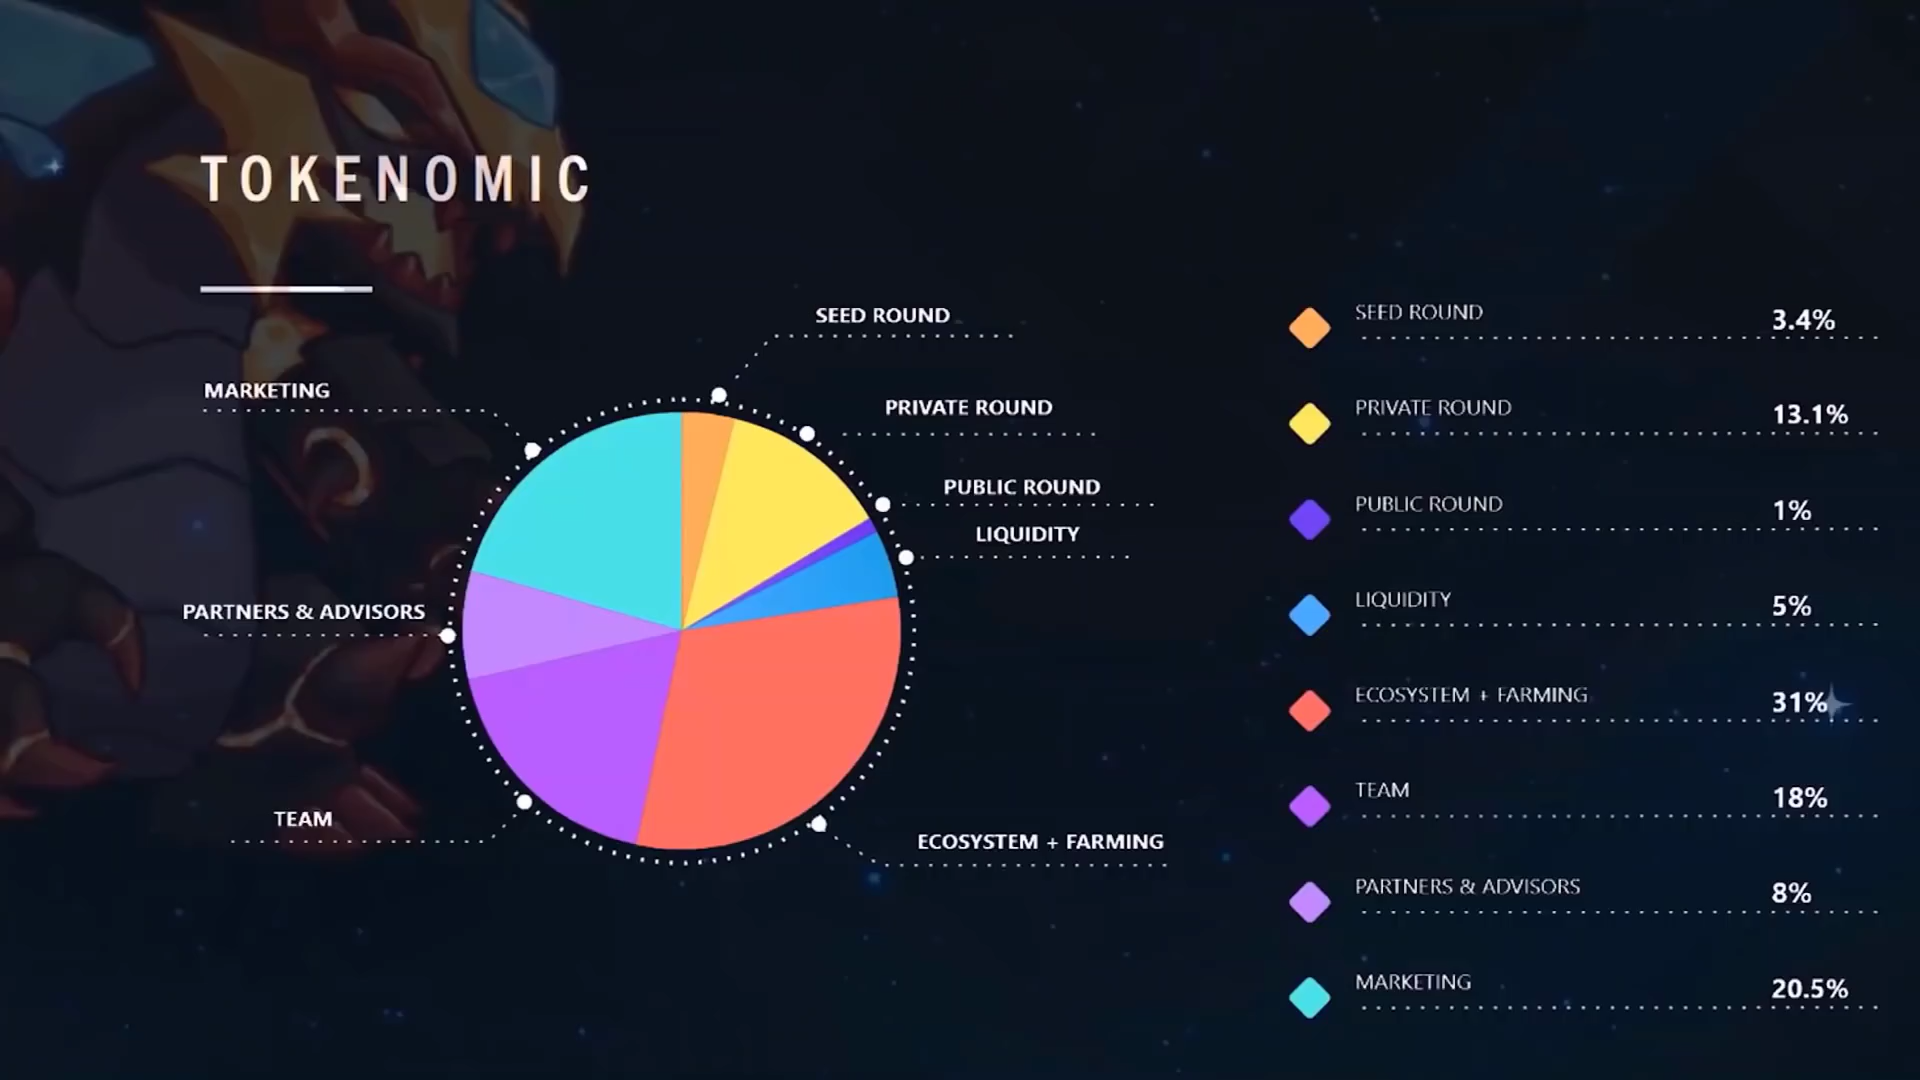 TOKENOMIC
SEED ROUND
MARKETING
PRIVATE ROUND
PUBLIC ROUND
LIQUIDITY
PARTNERS & ADVISORS
TEAM
ECOSYSTEM + FARMING
SEED ROUND 3.4%
PRIVATE ROUND 13.1%
PUBLIC ROUND 1%
LIQUIDITY 5%
ECOSYSTEM + FARMING 31%
TEAM 18%
PARTNERS & ADVISORS 8%
MARKETING 20.5%